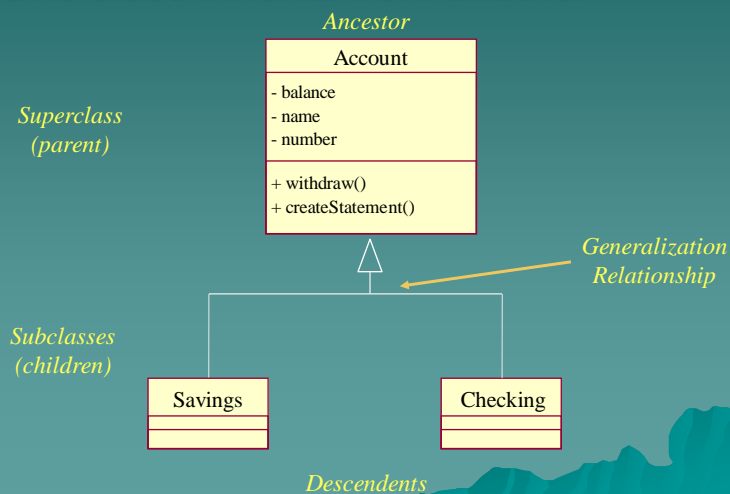 Ancestor
Account
- balance
- name
- number
+ withdraw()
+ createStatement()
Superclass
(parent)
Generalization
Relationship
Subclasses
(children)
Savings
Checking
Descendents